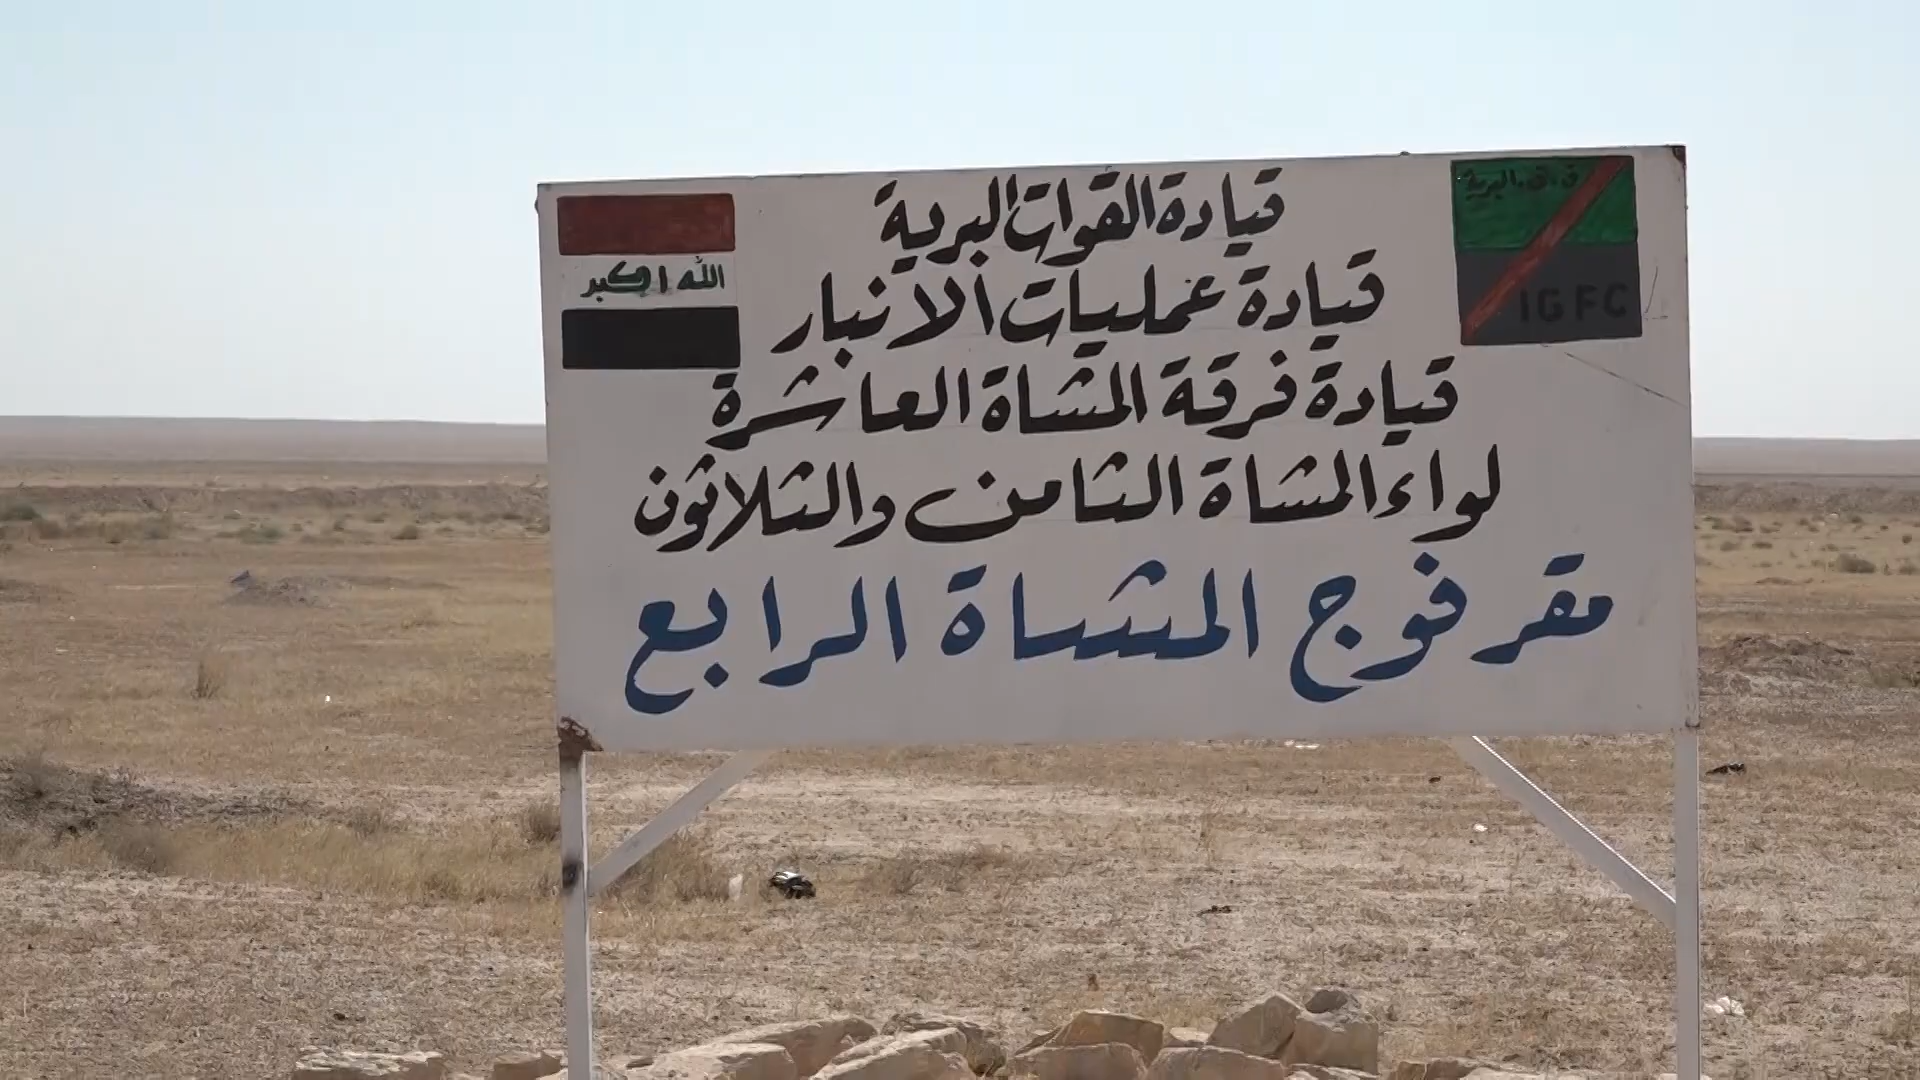 قيادة القوات البرية
قيادة عمليات الانبار
قيادة فرقة المشاة العاشرة
لواء المشاة الثامن والثلاثون
مقر فوج المشاة الرابع
الله اكبر
ق.ق.البرية
IGFC